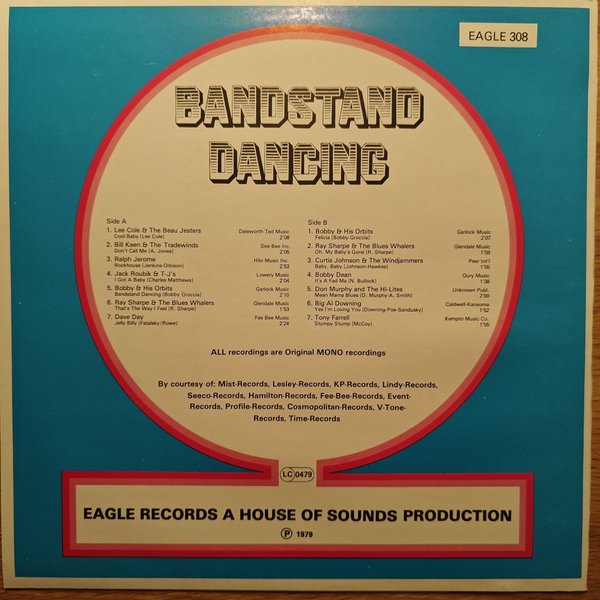 EAGLE 308
BANDSTAND
DANCING
Side A
1. Lee Cole & The Beau Jesters Daleworth Ted Music
Cool Baby (Lee Cole) 2'08
2. Bill Keen & The Tradewinds Sea-Bee Inc.
Don't Call Me (A. Jones) 2'05
3. Ralph Jerome Hilo Music Inc.
Rockhouse (Jenkins-Orbison) 2'53
4. Jack Roubik & T-J's Lowery Music
I Got A Baby (Charles Matthews) 2'04
5. Bobby & His Orbits Garlock Music
Bandstand Dancing (Bobby Groccia) 2'10
6. Ray Sharpe & The Blues Whalers Glendale Music
That's The Way I Feel (R. Sharpe) 1'53
7. Dave Day Fee Bee Music
Jelly Billy (Fatalsky/Rowe) 2'24
Side B
1. Bobby & His Orbits Garlock Music
Felicia (Bobby Groccia) 2'07
2. Ray Sharpe & The Blues Whalers Glendale Music
Oh, My Baby's Gone (R. Sharpe) 1'59
3. Curtis Johnson & The Windjammers Peer Int'l
Baby, Baby (Johnson-Hawkes) 1'55
4. Bobby Dean Oury Music
It's A Fad Ma (N. Bullock) 1'38
5. Don Murphy and The Hi-Lites Unknown Publ.
Mean Mama Blues (D. Murphy-A. Smith) 2'00
6. Big Al Downing Caldwell-Kansoma
Yes I'm Loving You (Downing-Poe-Sandusky) 1'52
7. Tony Farrell Kempto Music Co.
Stumpy Stump (McCoy) 1'55
ALL recordings are Original MONO recordings
By courtesy of: Mist-Records, Lesley-Records, KP-Records, Lindy-Records,
Seeco-Records, Hamilton-Records, Fee-Bee-Records, Event-
Records, Profile-Records, Cosmopolitan-Records, V-Tone-
Records, Time-Records
LC 0479
EAGLE RECORDS A HOUSE OF SOUNDS PRODUCTION
Ⓟ 1979